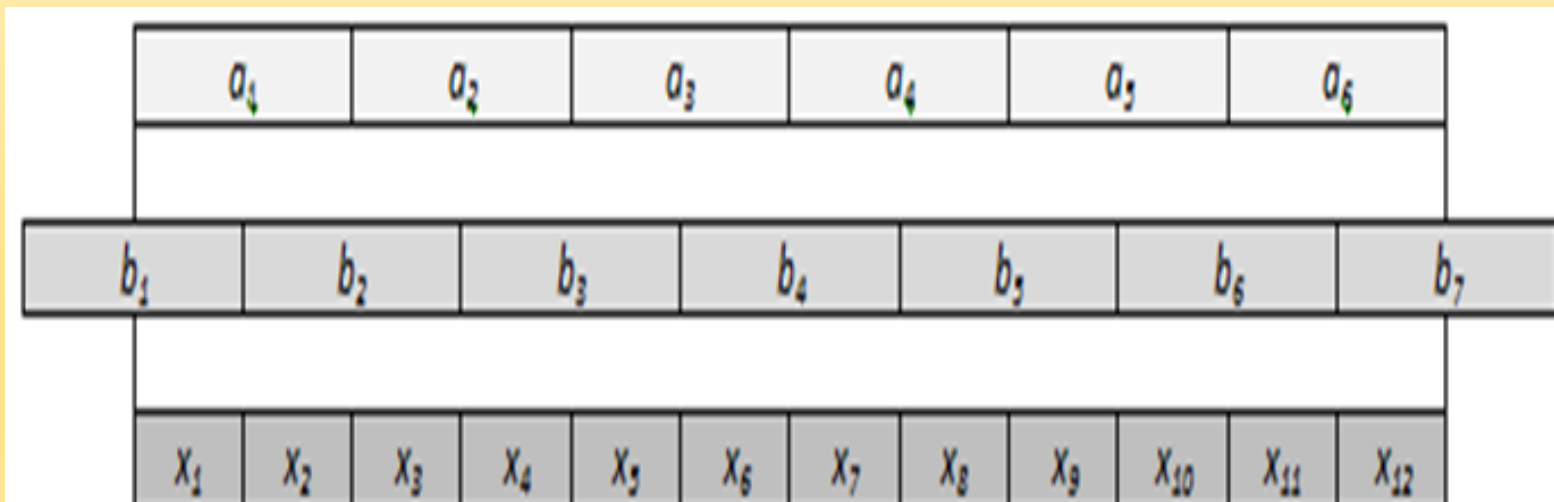 a₁ a₂ a₃ a₄ a₅ a₆
b₁ b₂ b₃ b₄ b₅ b₆ b₇
x₁ x₂ x₃ x₄ x₅ x₆ x₇ x₈ x₉ x₁₀ x₁₁ x₁₂